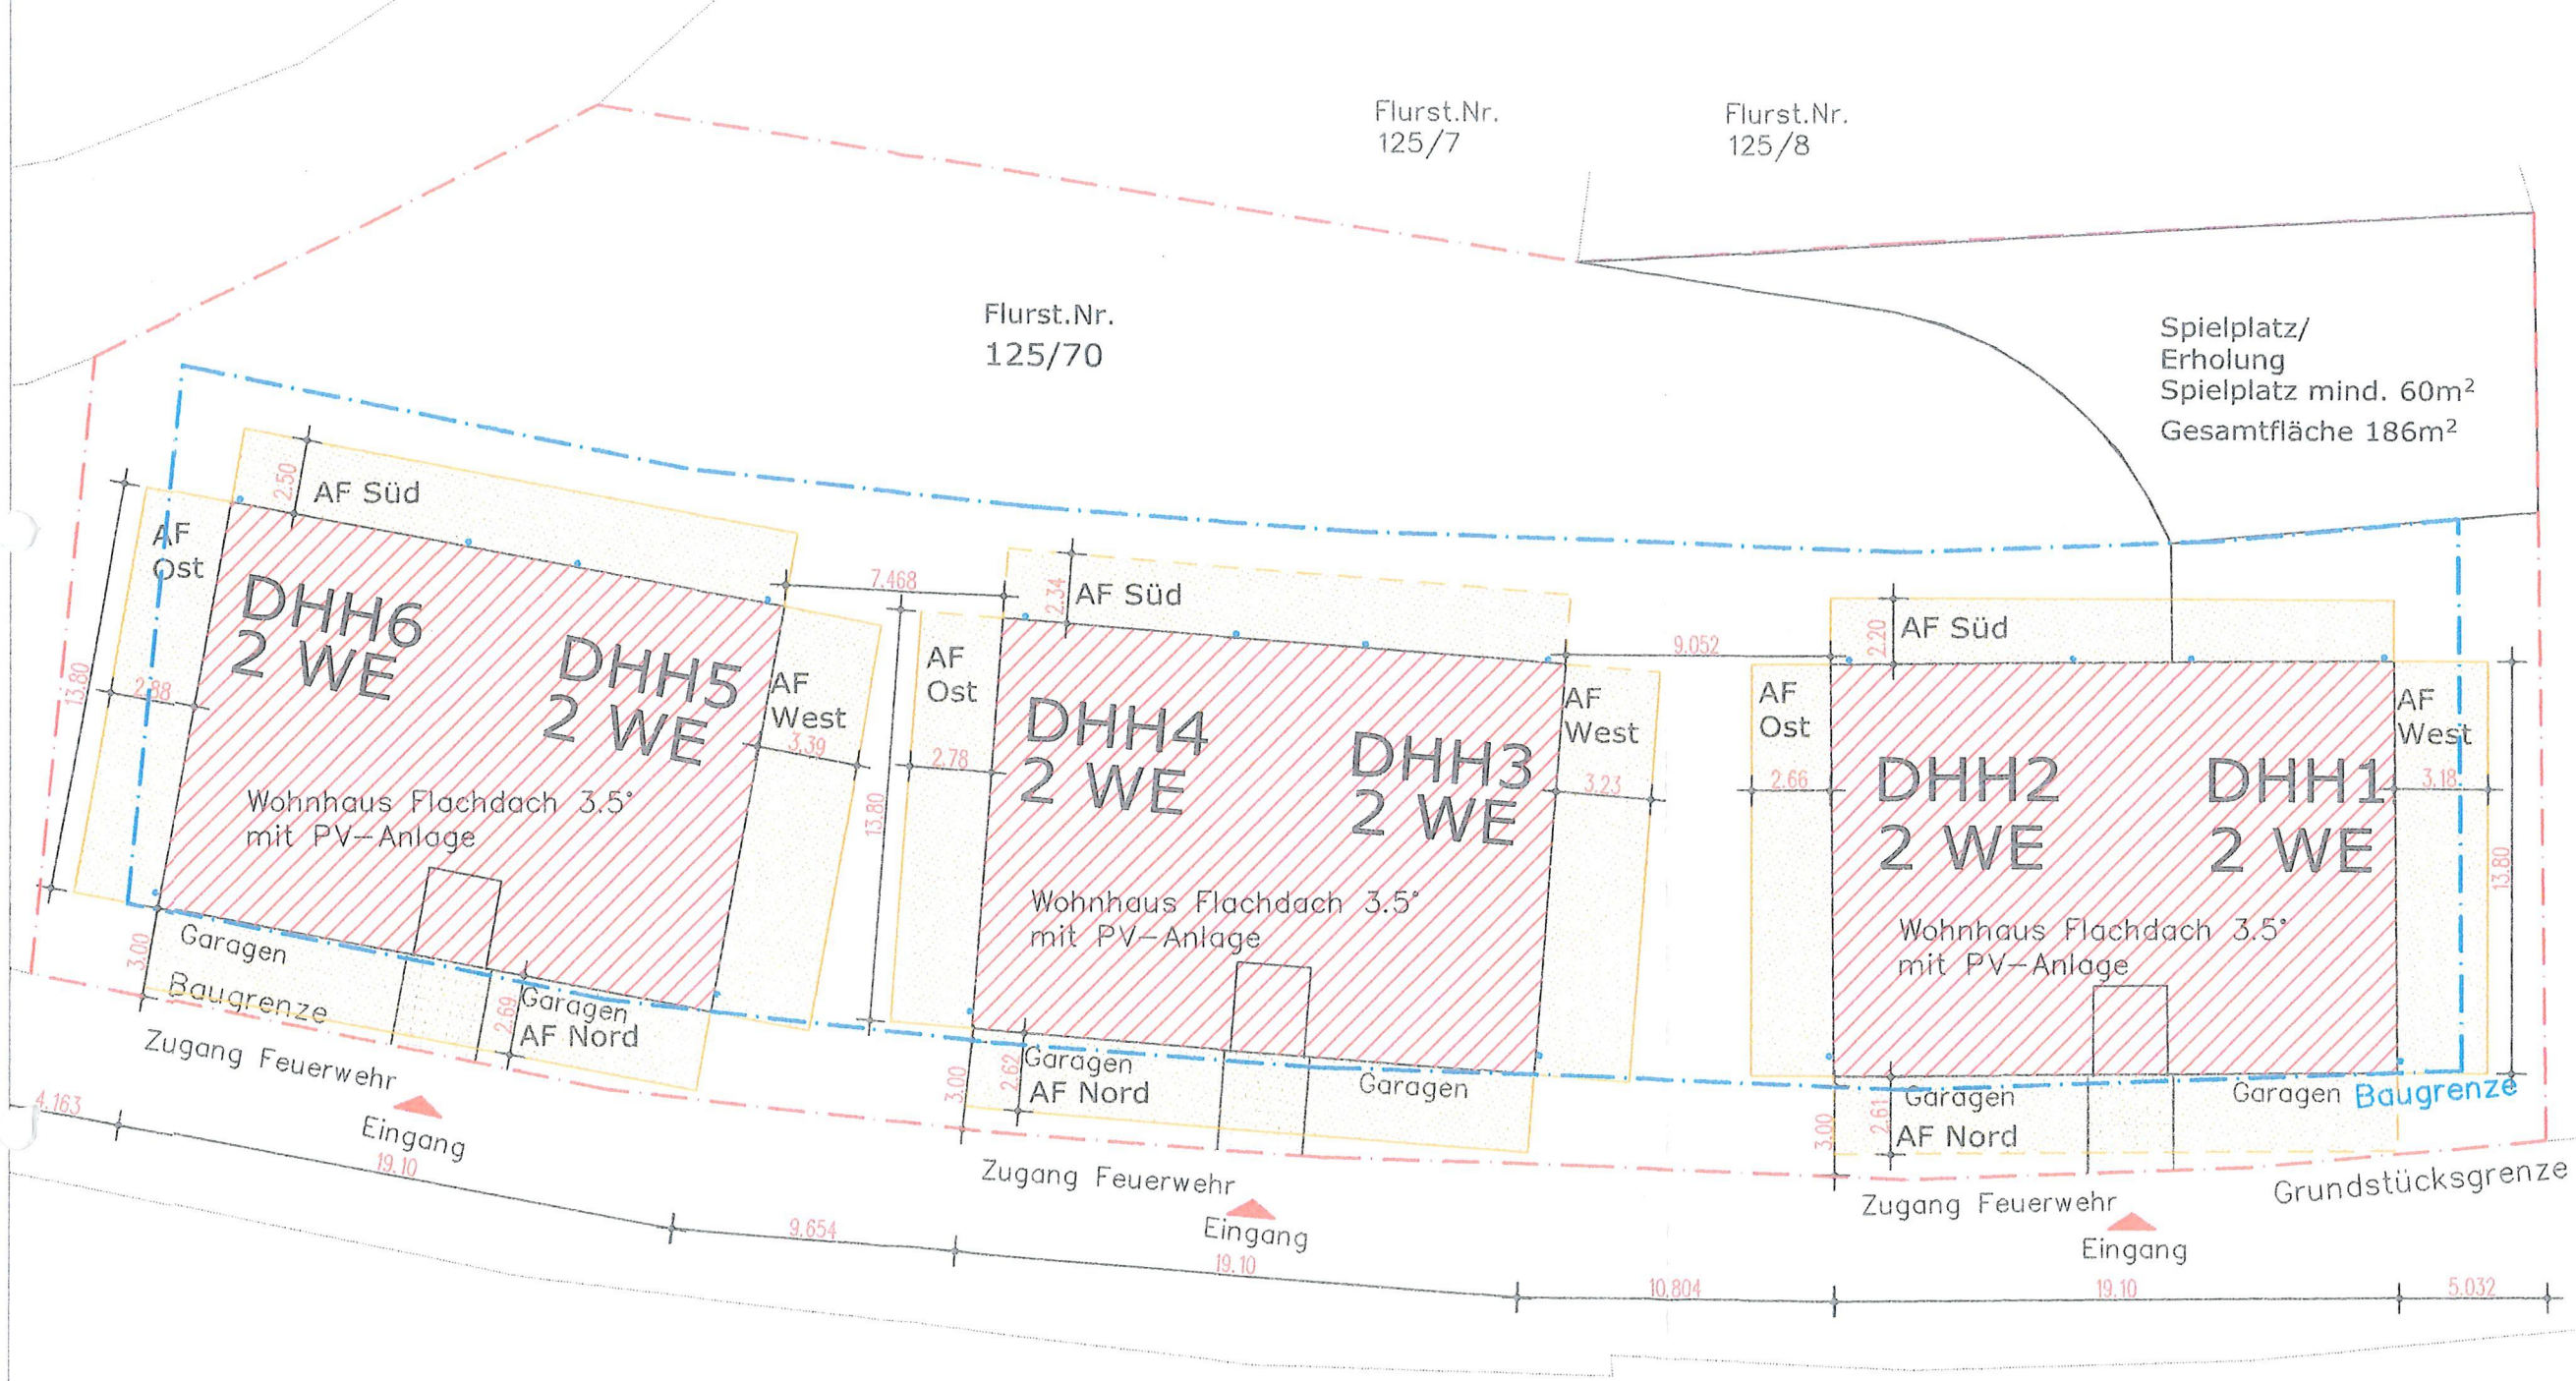 Flurst.Nr.
125/7
Flurst.Nr.
125/8
Flurst.Nr.
125/70
Spielplatz/
Erholung
Spielplatz mind. 60m²
Gesamtfläche 186m²
2.50
AF Süd
AF
Ost
13.80
2.88
DHH6
2 WE
DHH5
2 WE
AF
West
3.39
Wohnhaus Flachdach 3.5°
mit PV-Anlage
3.00
Garagen
Baugrenze
2.69
Garagen
AF Nord
Zugang Feuerwehr
Eingang
7.468
13.80
2.34
AF Süd
AF
Ost
2.78
DHH4
2 WE
DHH3
2 WE
AF
West
3.23
Wohnhaus Flachdach 3.5°
mit PV-Anlage
3.00
2.62
Garagen
AF Nord
Garagen
Zugang Feuerwehr
Eingang
9.052
2.20
AF Süd
AF
Ost
2.66
DHH2
2 WE
DHH1
2 WE
AF
West
3.18
13.80
Wohnhaus Flachdach 3.5°
mit PV-Anlage
3.00
2.61
Garagen
AF Nord
Garagen
Baugrenze
Zugang Feuerwehr
Eingang
Grundstücksgrenze
4.163
19.10
9.654
19.10
10.804
19.10
5.032